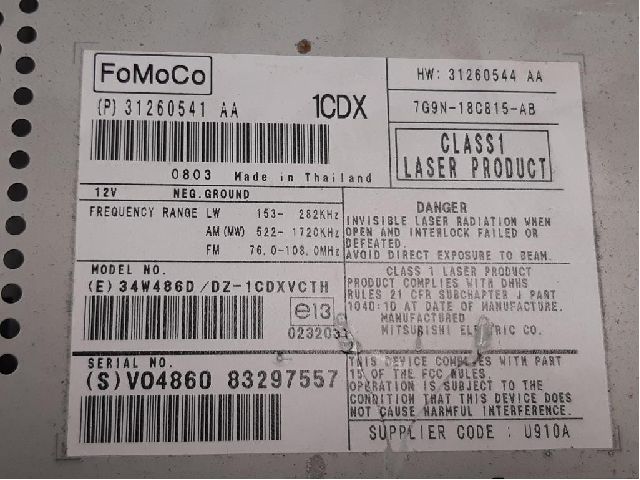 FoMoCo
(P) 31260541 AA
1CDX
HW: 31260544 AA
7G9N-18C815-AB
CLASS1
LASER PRODUCT
0803 Made in Thailand
12V NEG.GROUND
FREQUENCY RANGE LW 153- 282KHz
AM(MW) 522- 1720KHz
FM 76.0-108.0MHz
DANGER
INVISIBLE LASER RADIATION WHEN
OPEN AND INTERLOCK FAILED OR
DEFEATED.
AVOID DIRECT EXPOSURE TO BEAM.
MODEL NO.
(E) 34W486D/DZ-1CDXVCTH
e13
CLASS 1 LASER PRODUCT
PRODUCT COMPLIES WITH DHHS
RULES 21 CFR SUBCHAPTER J PART
1040:10 AT DATE OF MANUFACTURE.
MANUFACTURED
MITSUBISHI ELECTRIC CO.
SERIAL NO.
(S)V04860 83297557
THIS DEVICE COMPLIES WITH PART
15 OF THE FCC RULES.
OPERATION IS SUBJECT TO THE
CONDITION THAT THIS DEVICE DOES
NOT CAUSE HARMFUL INTERFERENCE.
SUPPLIER CODE : U910A